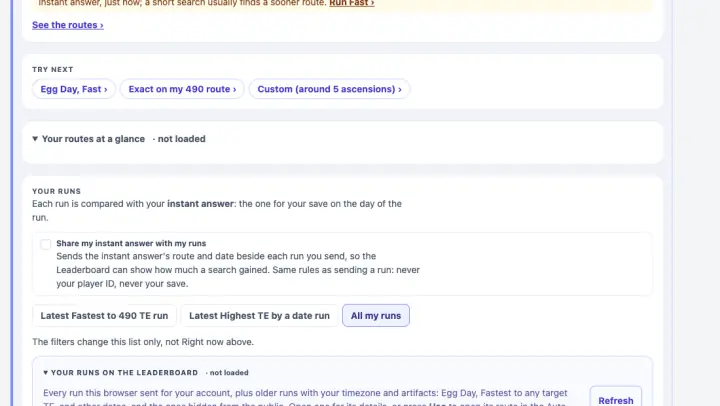 instant answer, just now; a short search usually finds a sooner route. Run Fast ›
See the routes ›
TRY NEXT
Egg Day, Fast › Exact on my 490 route › Custom (around 5 ascensions) ›
▾ Your routes at a glance · not loaded
YOUR RUNS
Each run is compared with your instant answer: the one for your save on the day of the
run.
Share my instant answer with my runs
Sends the instant answer's route and date beside each run you send, so the
Leaderboard can show how much a search gained. Same rules as sending a run: never
your player ID, never your save.
Latest Fastest to 490 TE run Latest Highest TE by a date run All my runs
The filters change this list only, not Right now above.
▾ YOUR RUNS ON THE LEADERBOARD · not loaded
Every run this browser sent for your account, plus older runs with your timezone and artifacts: Egg Day, Fastest to any target
Refresh